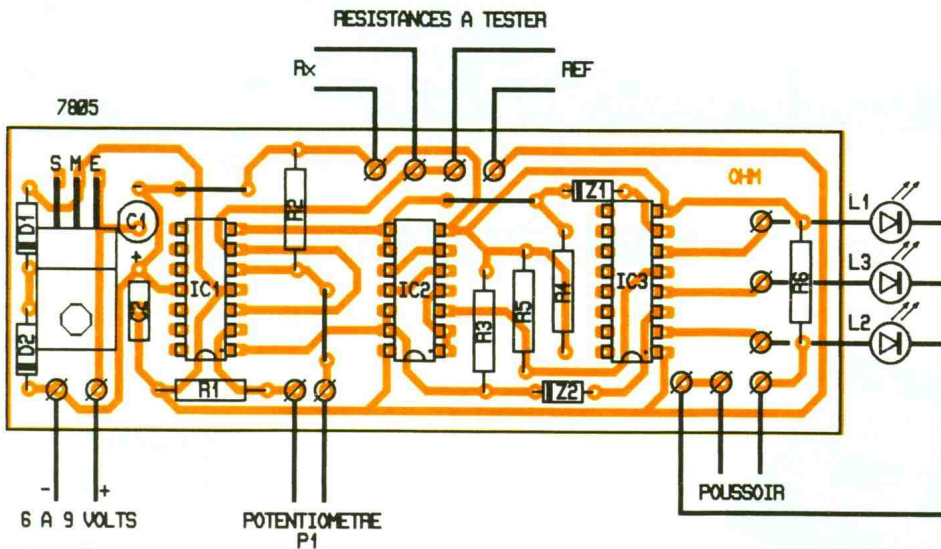 RESISTANCES A TESTER
Rx
REF
7805
S M E
-
OHM
C1
D1
+
R2
Z1
L1
IC1
IC2
IC3
R6
L3
C2
R3
R5
R4
L2
D2
R1
Z2
-
+
6 A 9 VOLTS
POTENTIOMETRE
P1
POUSSOIR